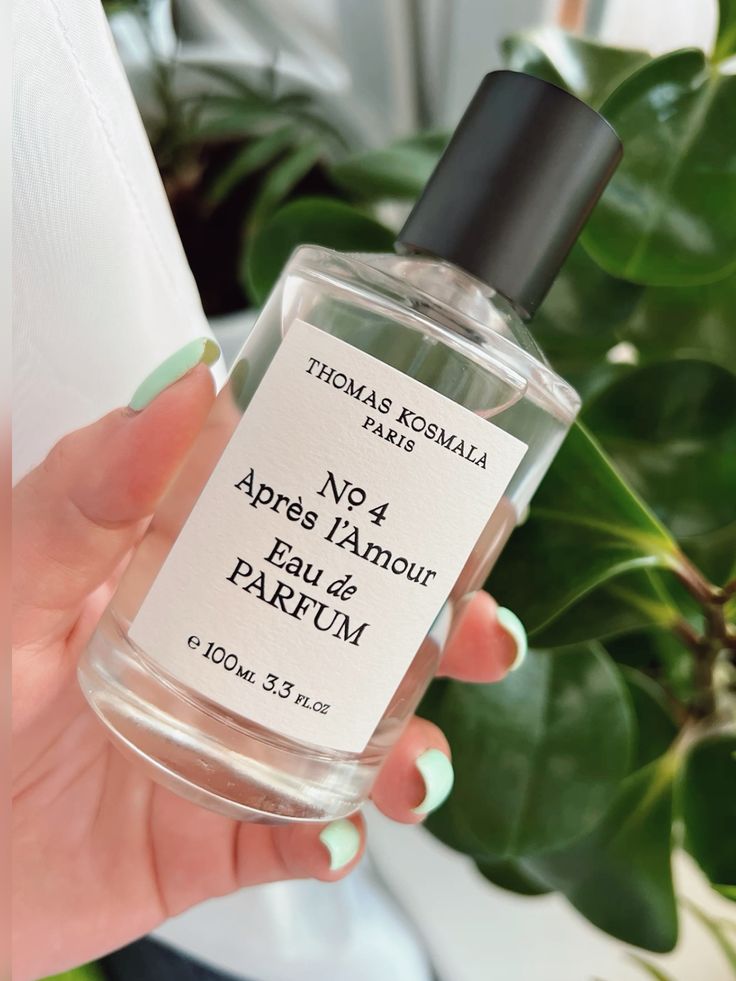 THOMAS KOSMALA
PARIS
Nº 4
Après l'Amour
Eau de
PARFUM
℮ 100ML 3.3 FL.OZ